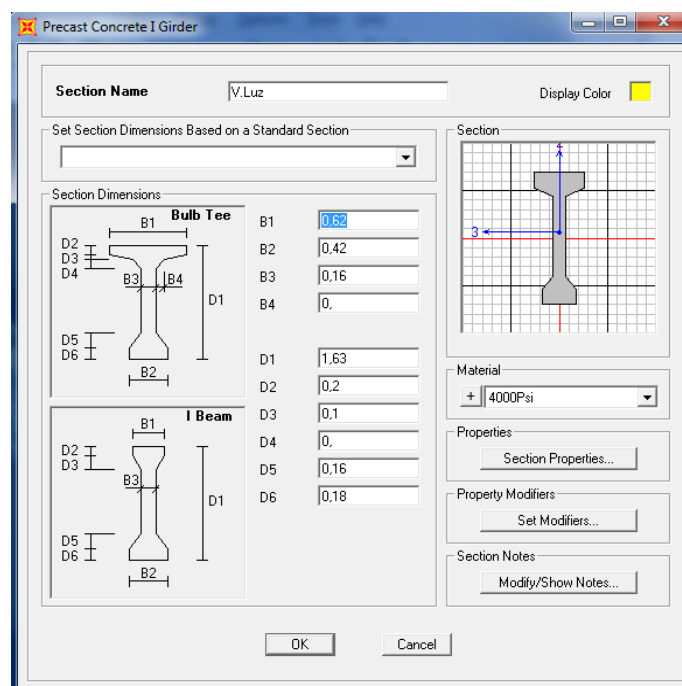 Precast Concrete I Girder
Section Name V.Luz Display Color
Set Section Dimensions Based on a Standard Section
Section Dimensions
Bulb Tee
B1
D2
D3
D4
B3
B4
D1
D5
D6
B2
I Beam
B1
D2
D3
B3
D1
D5
D6
B2
B1 0,62
B2 0,42
B3 0,16
B4 0,
D1 1,63
D2 0,2
D3 0,1
D4 0,
D5 0,16
D6 0,18
Section
2
3
Material
+ 4000Psi
Properties
Section Properties...
Property Modifiers
Set Modifiers...
Section Notes
Modify/Show Notes...
OK Cancel